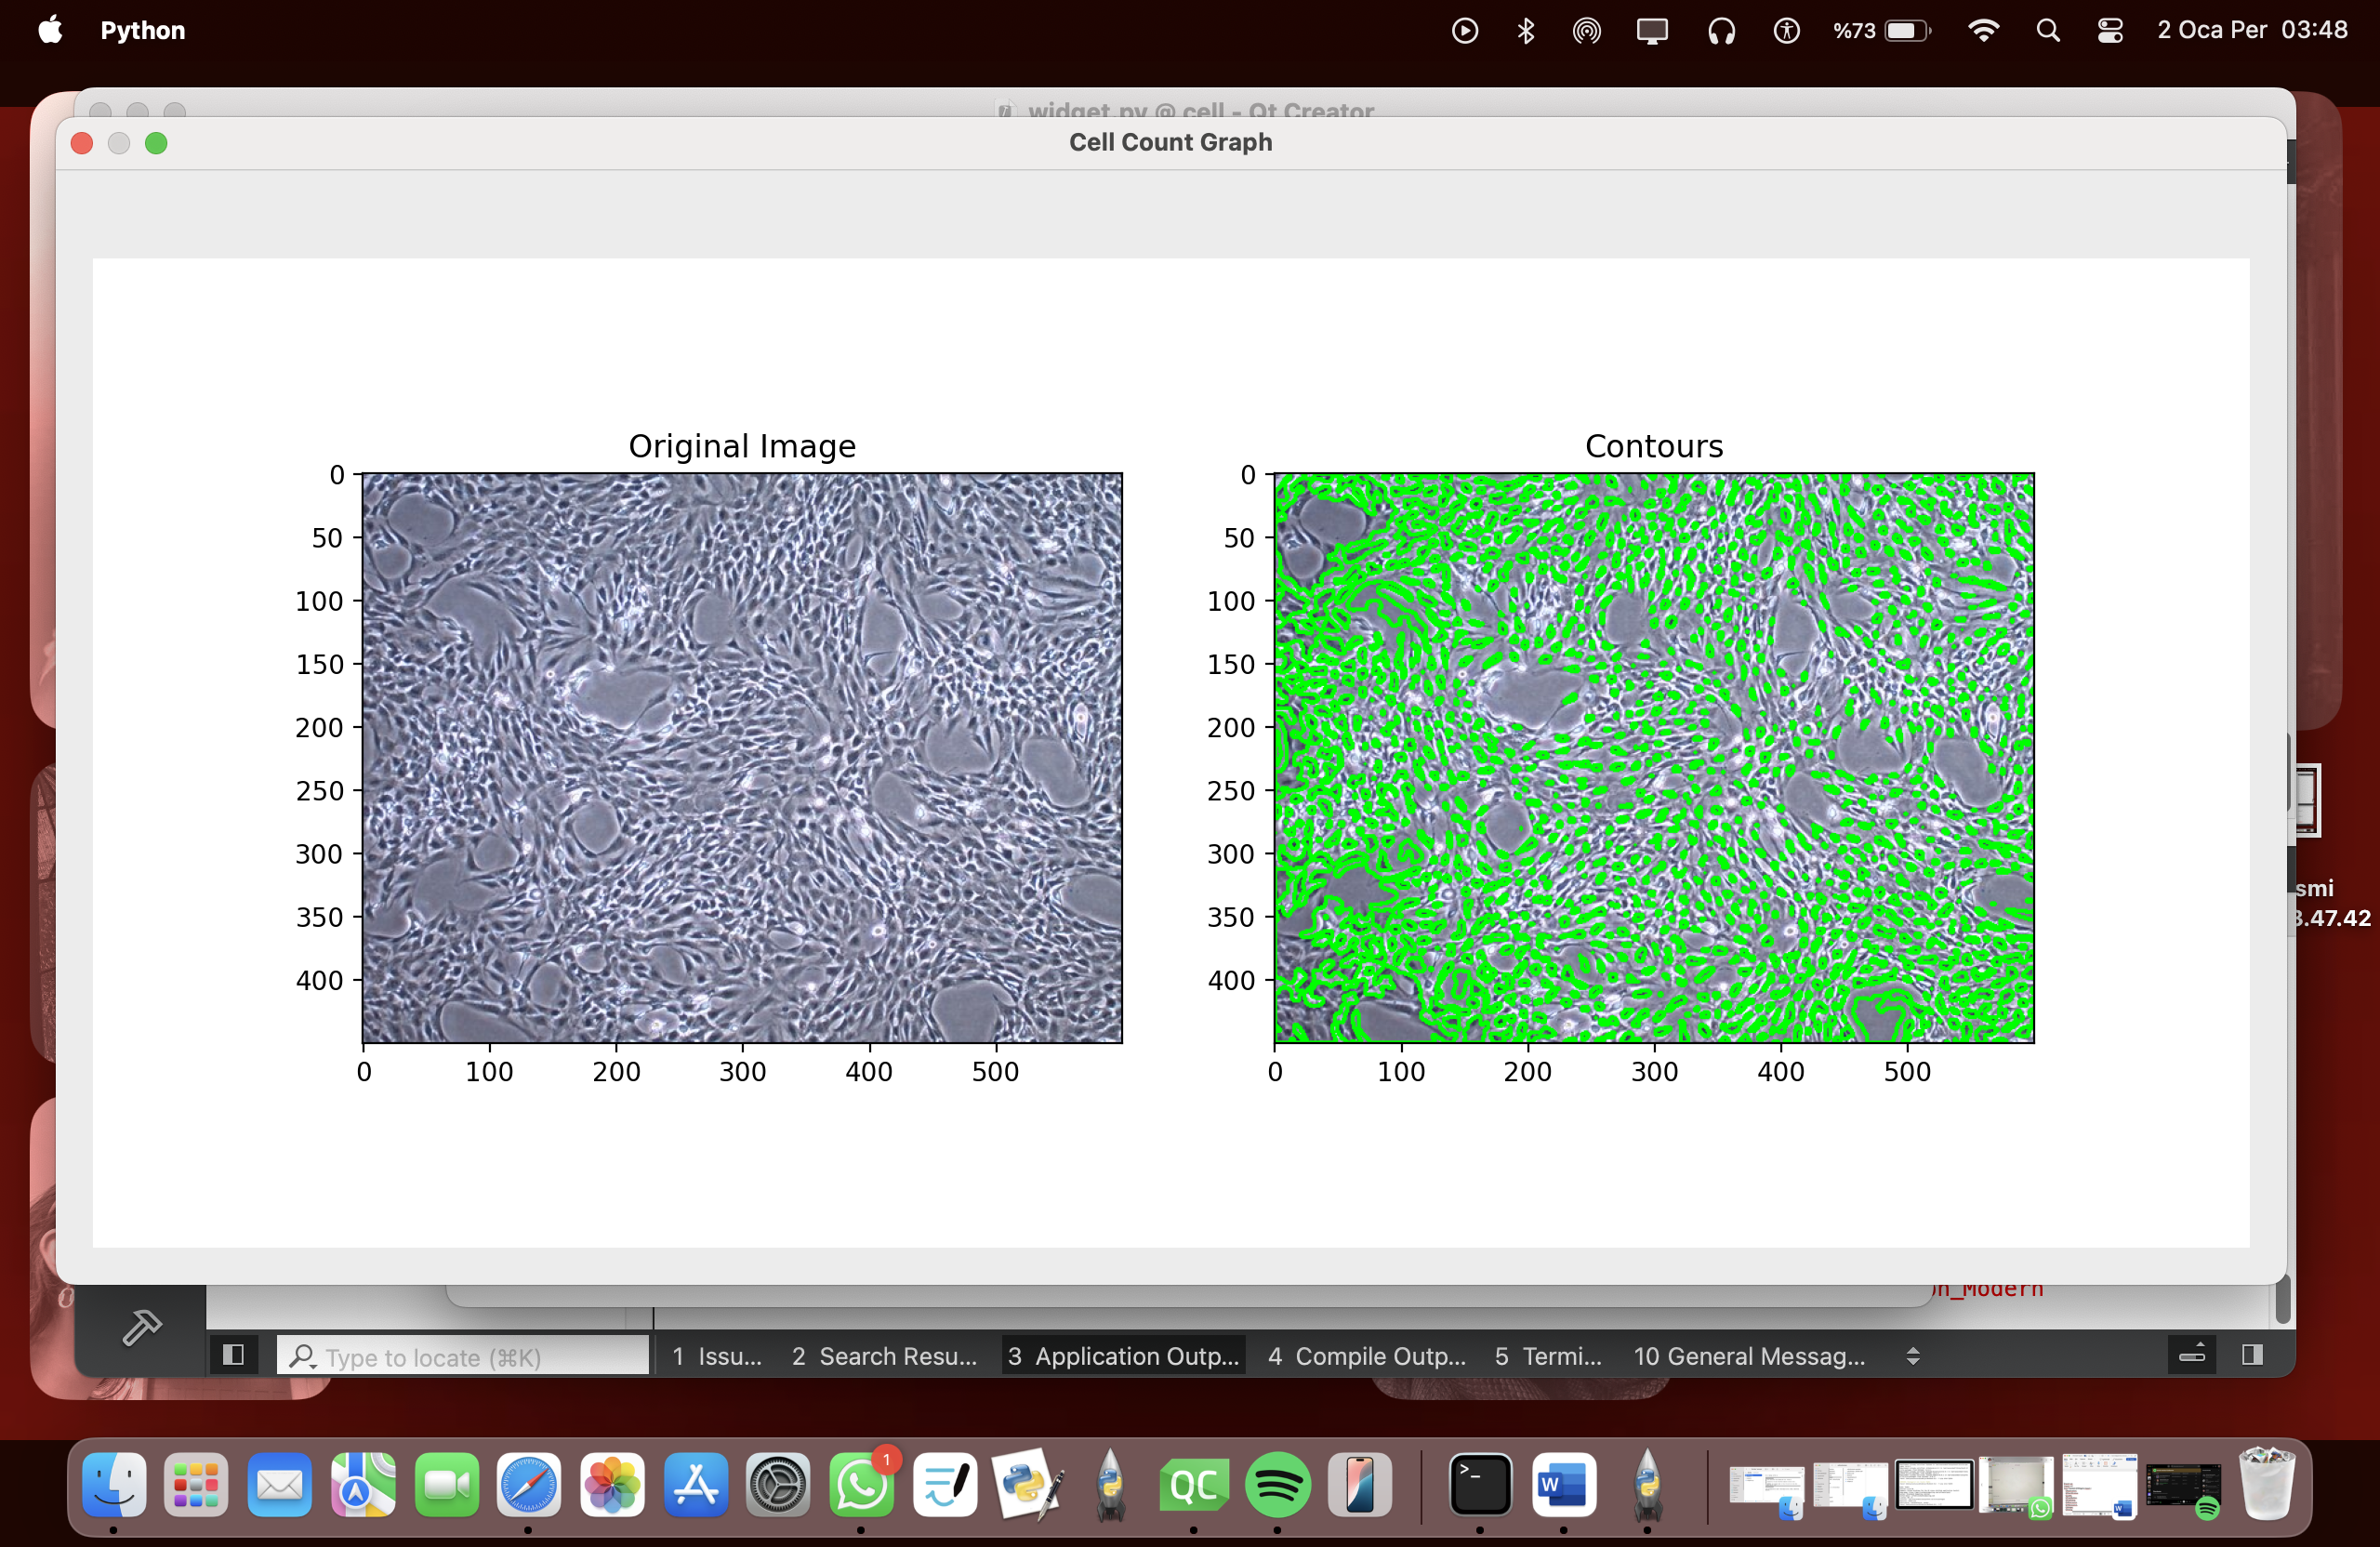 Python
%73
2 Oca Per 03:48
widget.py @ cell - Qt Creator
Cell Count Graph
Original Image
0
50
100
150
200
250
300
350
400
0 100 200 300 400 500
Contours
0
50
100
150
200
250
300
350
400
0 100 200 300 400 500
smi
3.47.42
on_Modern
Type to locate (⌘K)
1 Issu...
2 Search Resu...
3 Application Outp...
4 Compile Outp...
5 Termi...
10 General Messag...
1
QC
>_
W